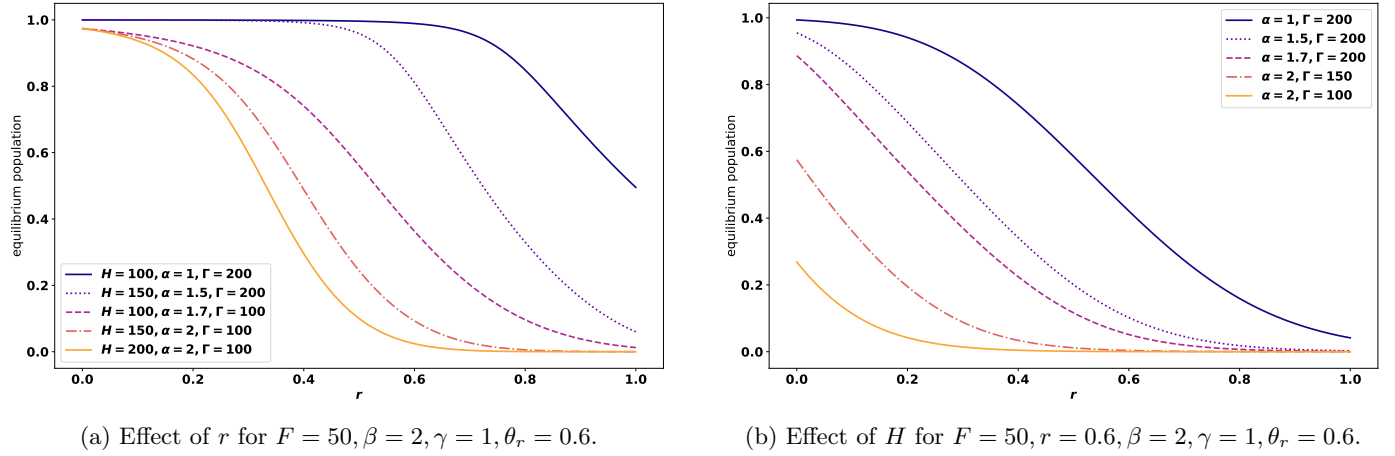 1.0
0.8
0.6
0.4
0.2
0.0
equilibrium population
H = 100, α = 1, Γ = 200
H = 150, α = 1.5, Γ = 200
H = 100, α = 1.7, Γ = 100
H = 150, α = 2, Γ = 100
H = 200, α = 2, Γ = 100
0.0 0.2 0.4 0.6 0.8 1.0
r
(a) Effect of r for F = 50, β = 2, γ = 1, θ_r = 0.6.
1.0
0.8
0.6
0.4
0.2
0.0
equilibrium population
α = 1, Γ = 200
α = 1.5, Γ = 200
α = 1.7, Γ = 200
α = 2, Γ = 150
α = 2, Γ = 100
0.0 0.2 0.4 0.6 0.8 1.0
r
(b) Effect of H for F = 50, r = 0.6, β = 2, γ = 1, θ_r = 0.6.